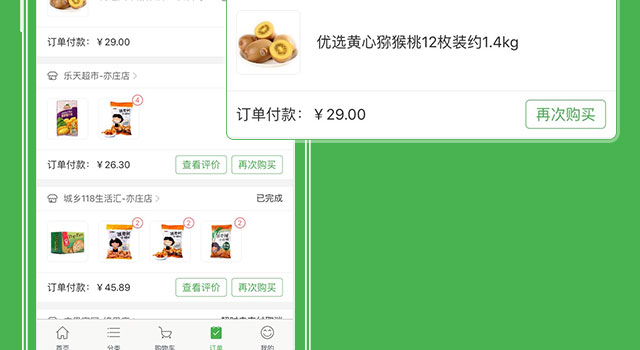 订单付款：￥29.00
乐天超市-亦庄店
4
订单付款：￥26.30
查看评价
再次购买
城乡118生活汇-亦庄店
已完成
2
2
2
订单付款：￥45.89
查看评价
再次购买
首页
分类
购物车
订单
我的
优选黄心猕猴桃12枚装约1.4kg
订单付款：￥29.00
再次购买